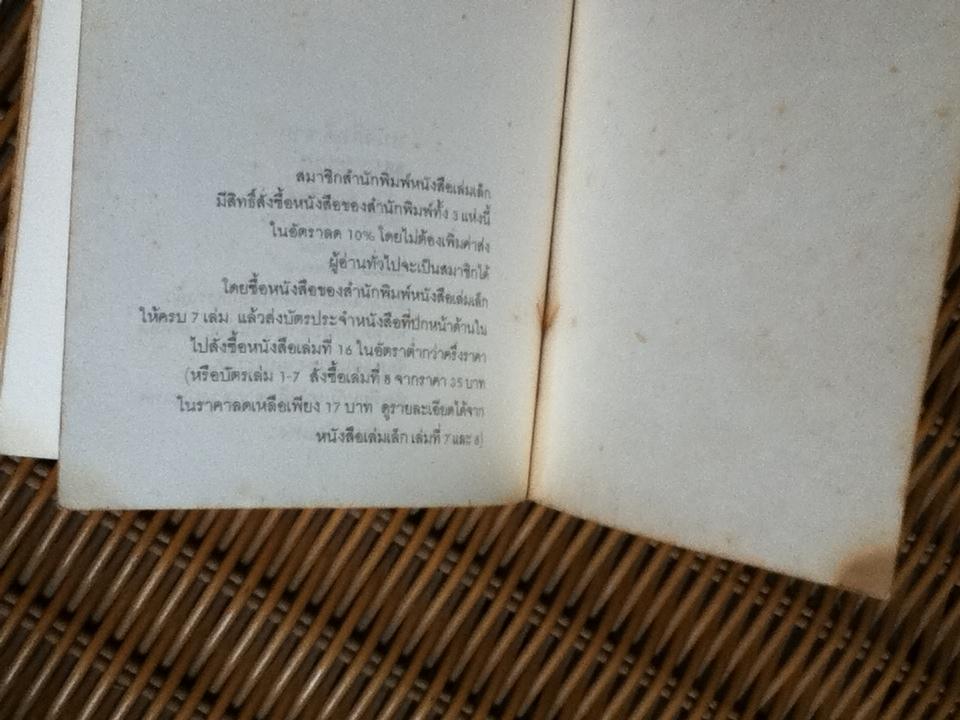 สมาชิกสำนักพิมพ์หนังสือเล่มเล็ก
มีสิทธิ์สั่งซื้อหนังสือของสำนักพิมพ์ทั้ง 3 แห่งนี้
ในอัตราลด 10% โดยไม่ต้องเพิ่มค่าส่ง
ผู้อ่านทั่วไปจะเป็นสมาชิกได้
โดยซื้อหนังสือของสำนักพิมพ์หนังสือเล่มเล็ก
ให้ครบ 7 เล่ม แล้วส่งบัตรประจำหนังสือที่ปกหน้าด้านใน
ไปสั่งซื้อหนังสือเล่มที่ 16 ในอัตราต่ำกว่าครึ่งราคา
(หรือบัตรเล่ม 1-7 สั่งซื้อเล่มที่ 8 จากราคา 35 บาท
ในราคาลดเหลือเพียง 17 บาท ดูรายละเอียดได้จาก
หนังสือเล่มเล็ก เล่มที่ 7 และ 8)